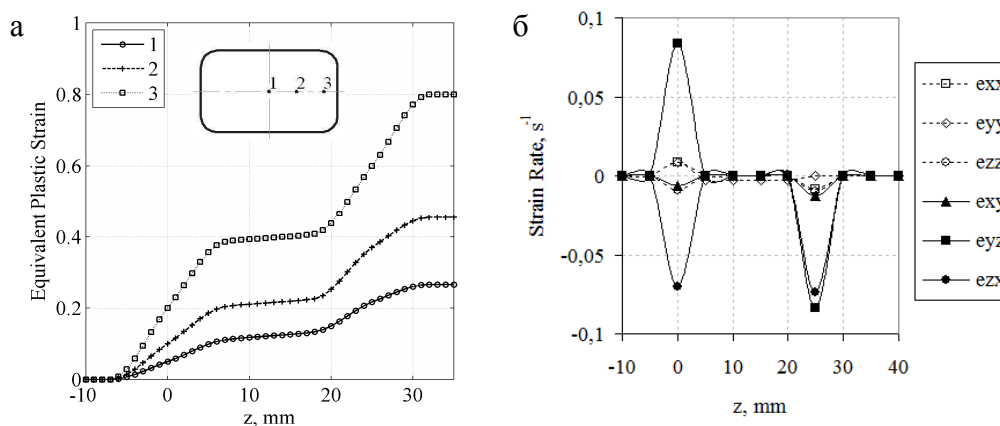 а
1
2
3
1 2 3
Equivalent Plastic Strain
1
0.8
0.6
0.4
0.2
0
-10 0 10 20 30
z, mm
б
Strain Rate, s-1
0,1
0,05
0
-0,05
-0,1
-10 0 10 20 30 40
z, mm
exx
eyy
ezz
exy
eyz
ezx